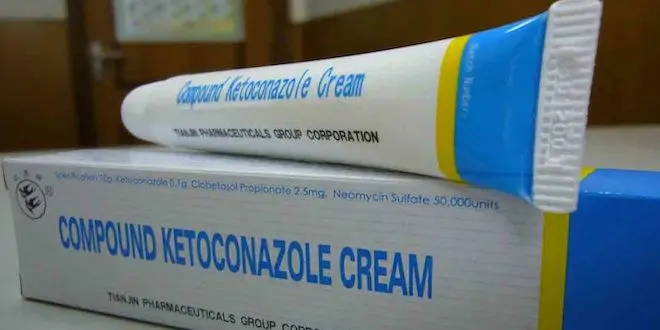 Compound Ketoconazole Cream
TIANJIN PHARMACEUTICALS GROUP CORPORATION
Specification 10g: Ketoconazole 0.1g, Clobetasol Propionate 2.5mg, Neomycin Sulfate 50,000units
COMPOUND KETOCONAZOLE CREAM
TIANJIN PHARMACEUTICALS GROUP CORPORATION